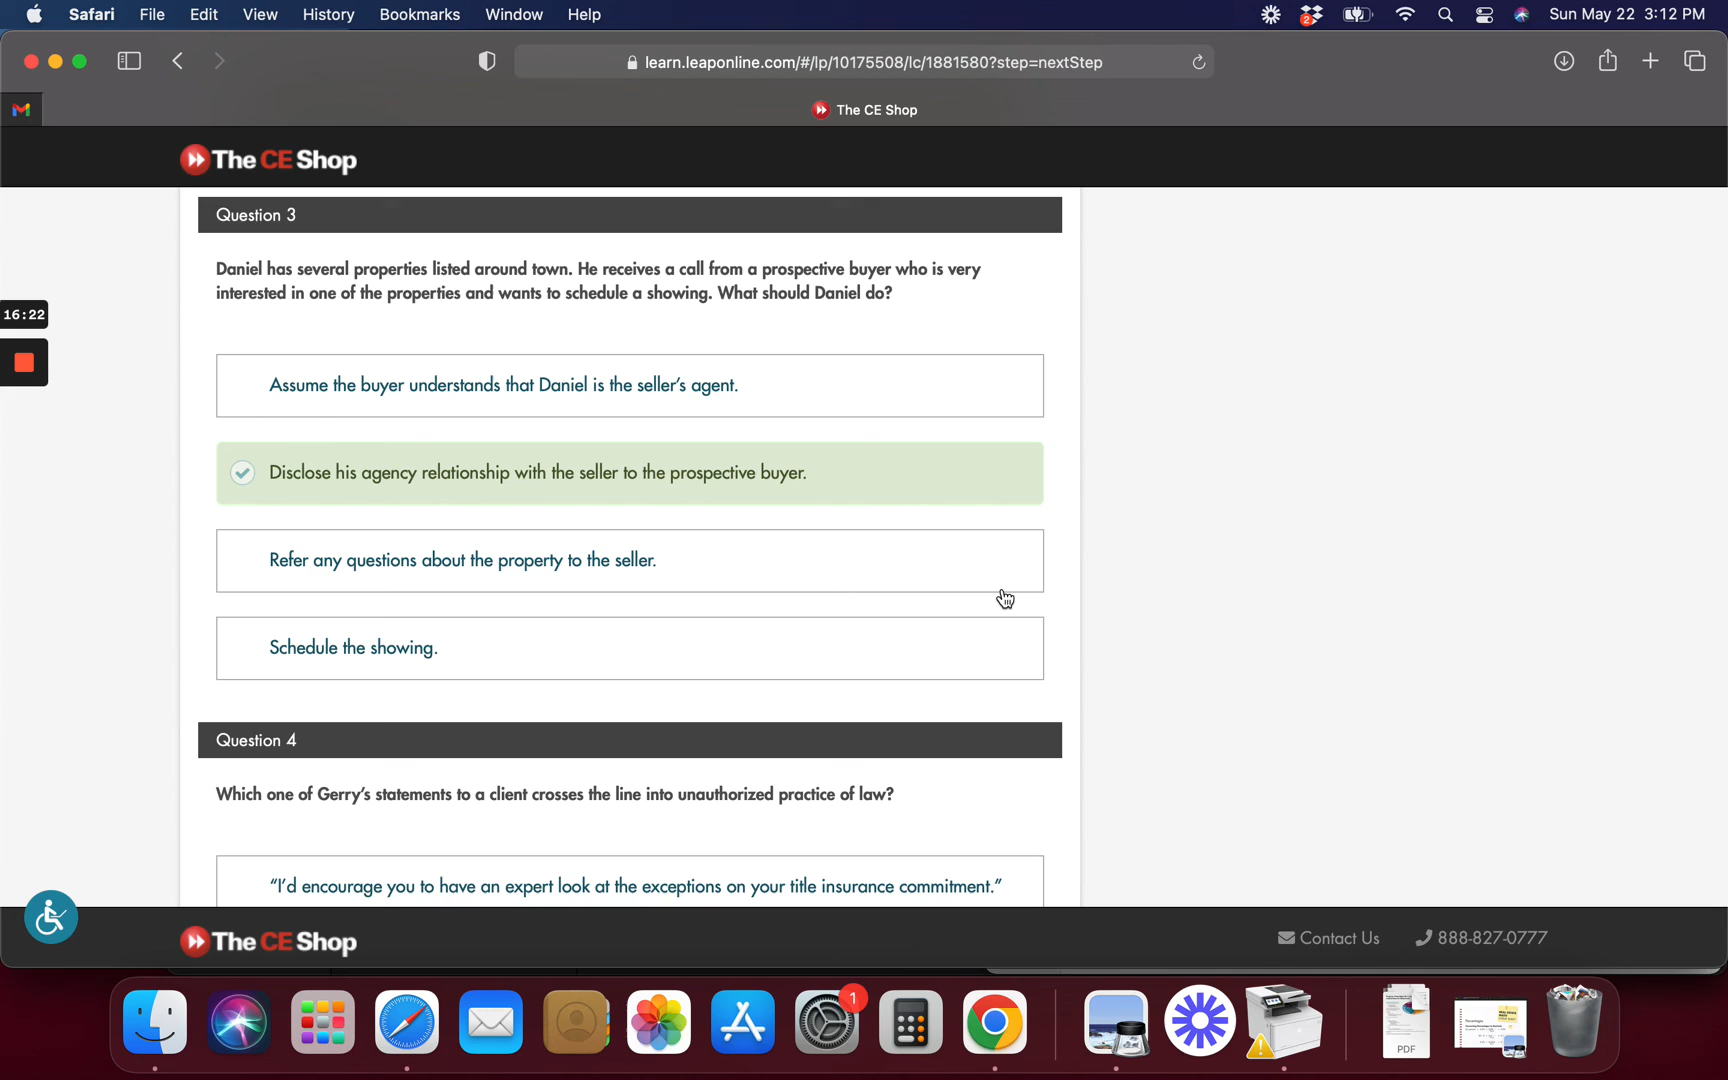 Safari File Edit View History Bookmarks Window Help
2
Sun May 22 3:12 PM
learn.leaponline.com/#/lp/10175508/lc/1881580?step=nextStep
M
The CE Shop
The CE Shop
Question 3
Daniel has several properties listed around town. He receives a call from a prospective buyer who is very
interested in one of the properties and wants to schedule a showing. What should Daniel do?
16:22
Assume the buyer understands that Daniel is the seller's agent.
Disclose his agency relationship with the seller to the prospective buyer.
Refer any questions about the property to the seller.
Schedule the showing.
Question 4
Which one of Gerry's statements to a client crosses the line into unauthorized practice of law?
“I'd encourage you to have an expert look at the exceptions on your title insurance commitment.”
The CE Shop
Contact Us
888-827-0777
1
PDF